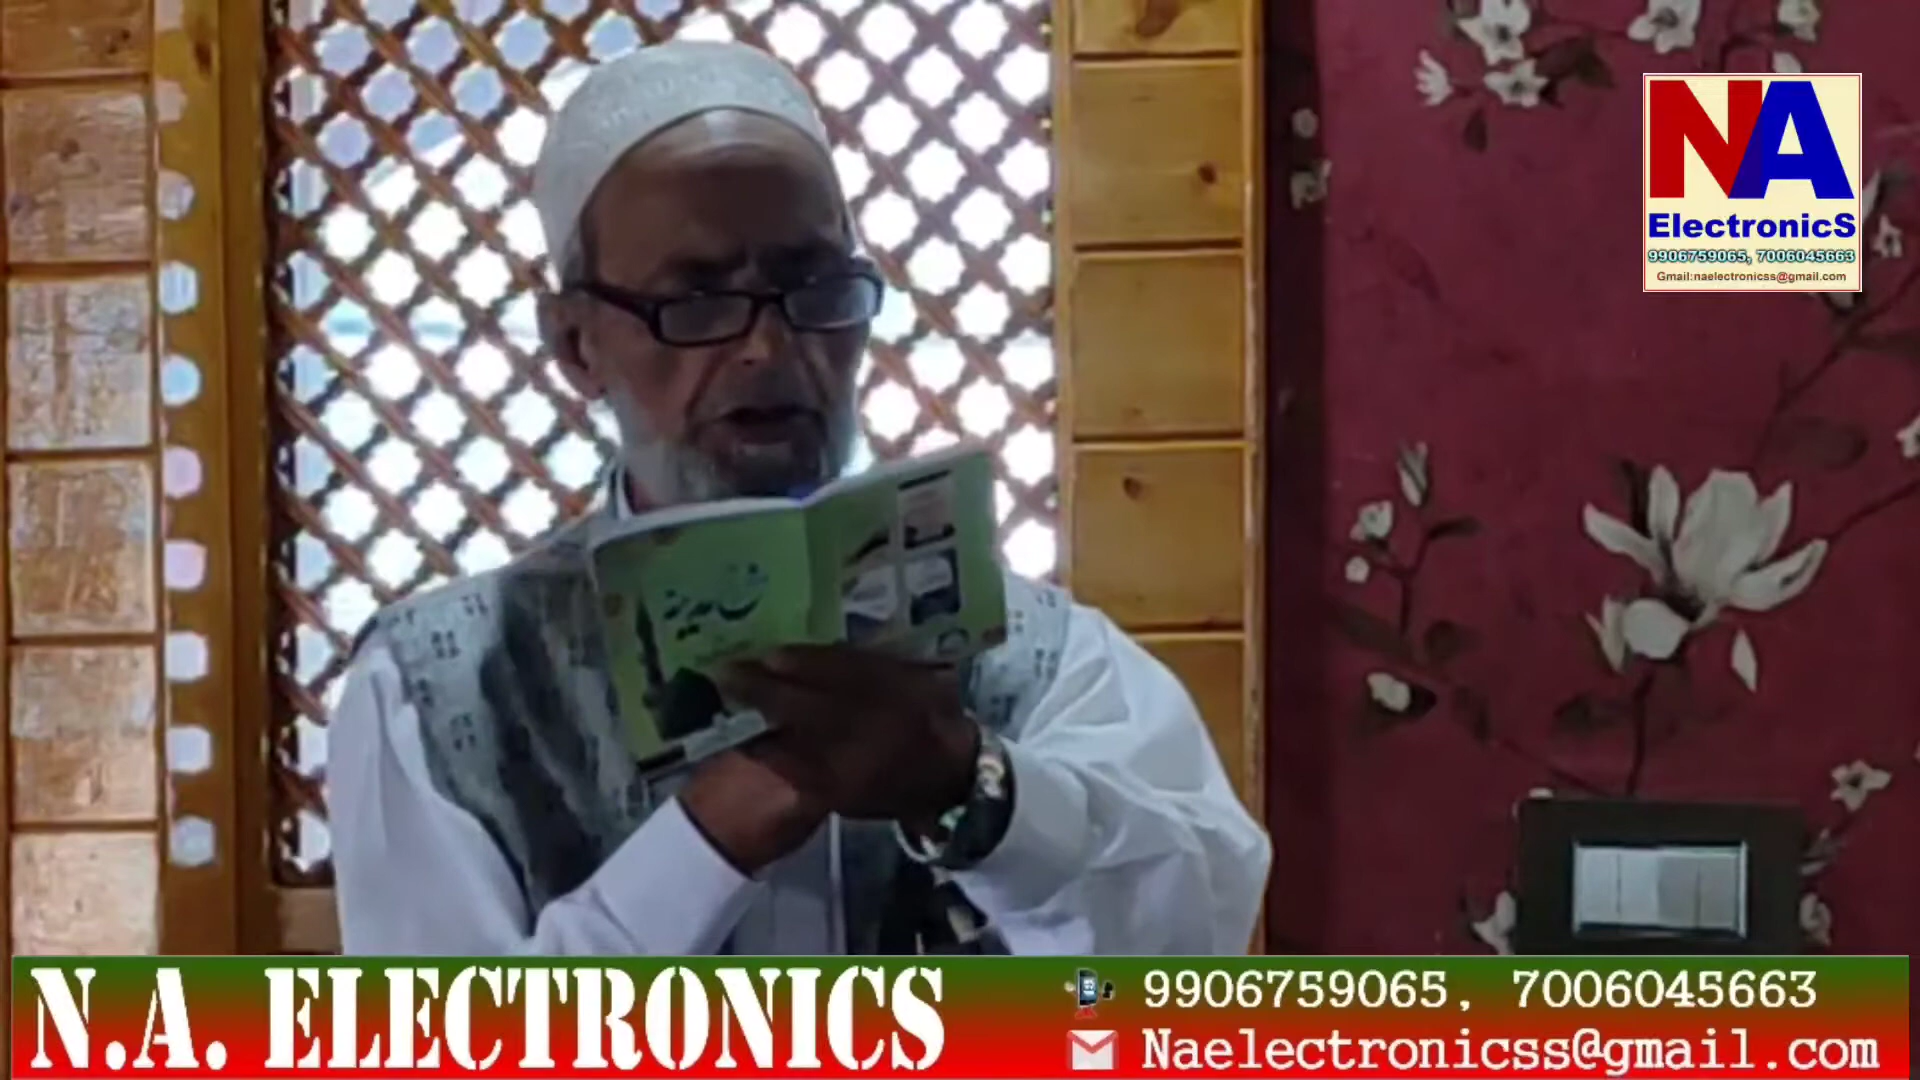 NA
ElectronicS
9906759065, 7006045663
Gmail:naelectronicss@gmail.com
N.A. ELECTRONICS
9906759065, 7006045663
Naelectronicss@gmail.com